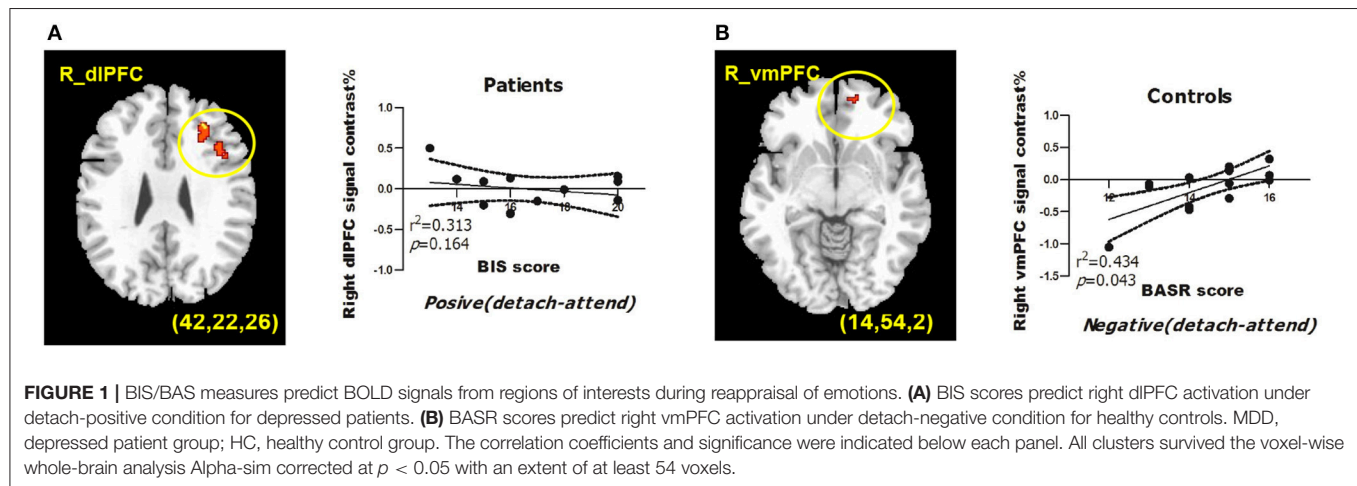 A
R_dlPFC
(42,22,26)
Patients
Right dlPFC signal contrast%
1.0
0.5
0.0
-0.5
-1.0
14
16
18
20
r²=0.313
p=0.164
BIS score
Posive(detach-attend)
B
R_vmPFC
(14,54,2)
Controls
Right vmPFC signal contrast%
1.0
0.5
0.0
-0.5
-1.0
-1.5
12
14
16
r²=0.434
p=0.043
BASR score
Negative(detach-attend)
FIGURE 1 | BIS/BAS measures predict BOLD signals from regions of interests during reappraisal of emotions. (A) BIS scores predict right dlPFC activation under
detach-positive condition for depressed patients. (B) BASR scores predict right vmPFC activation under detach-negative condition for healthy controls. MDD,
depressed patient group; HC, healthy control group. The correlation coefficients and significance were indicated below each panel. All clusters survived the voxel-wise
whole-brain analysis Alpha-sim corrected at p < 0.05 with an extent of at least 54 voxels.